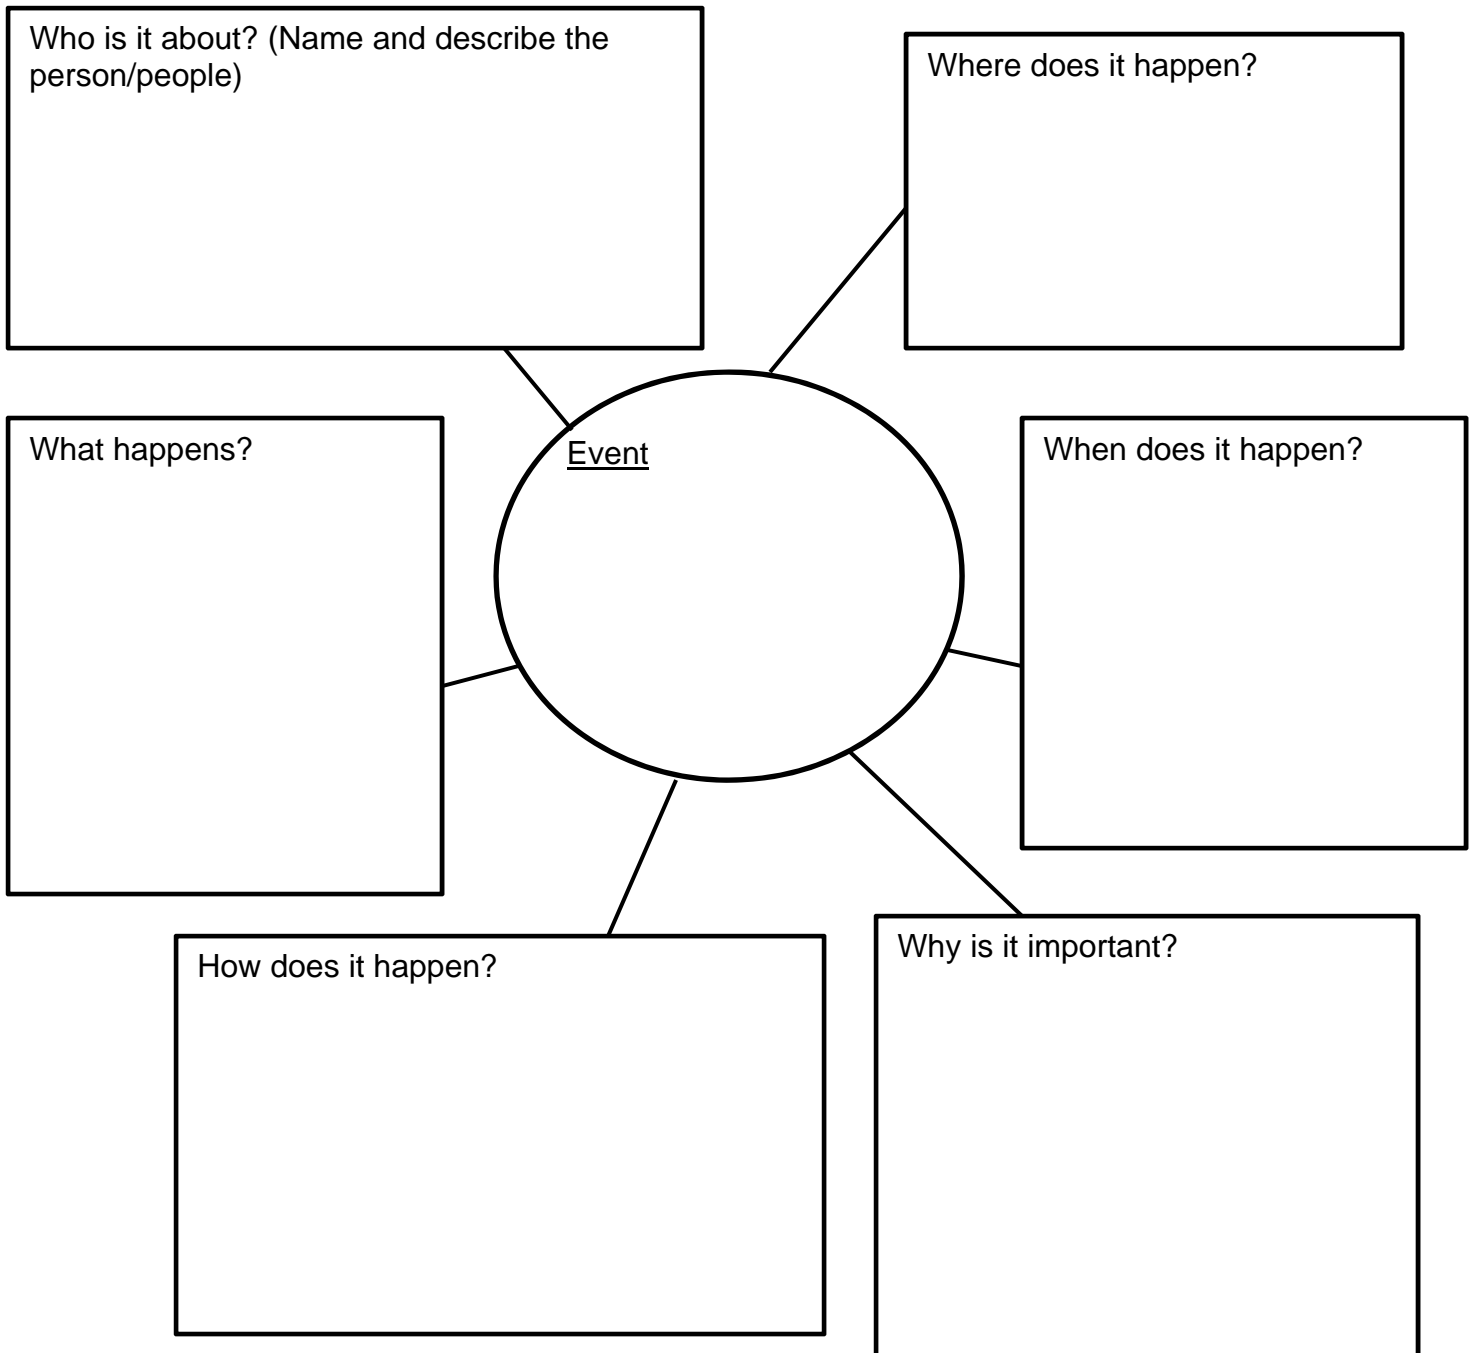 Who is it about? (Name and describe the
person/people)
Where does it happen?
What happens?
Event
When does it happen?
How does it happen?
Why is it important?